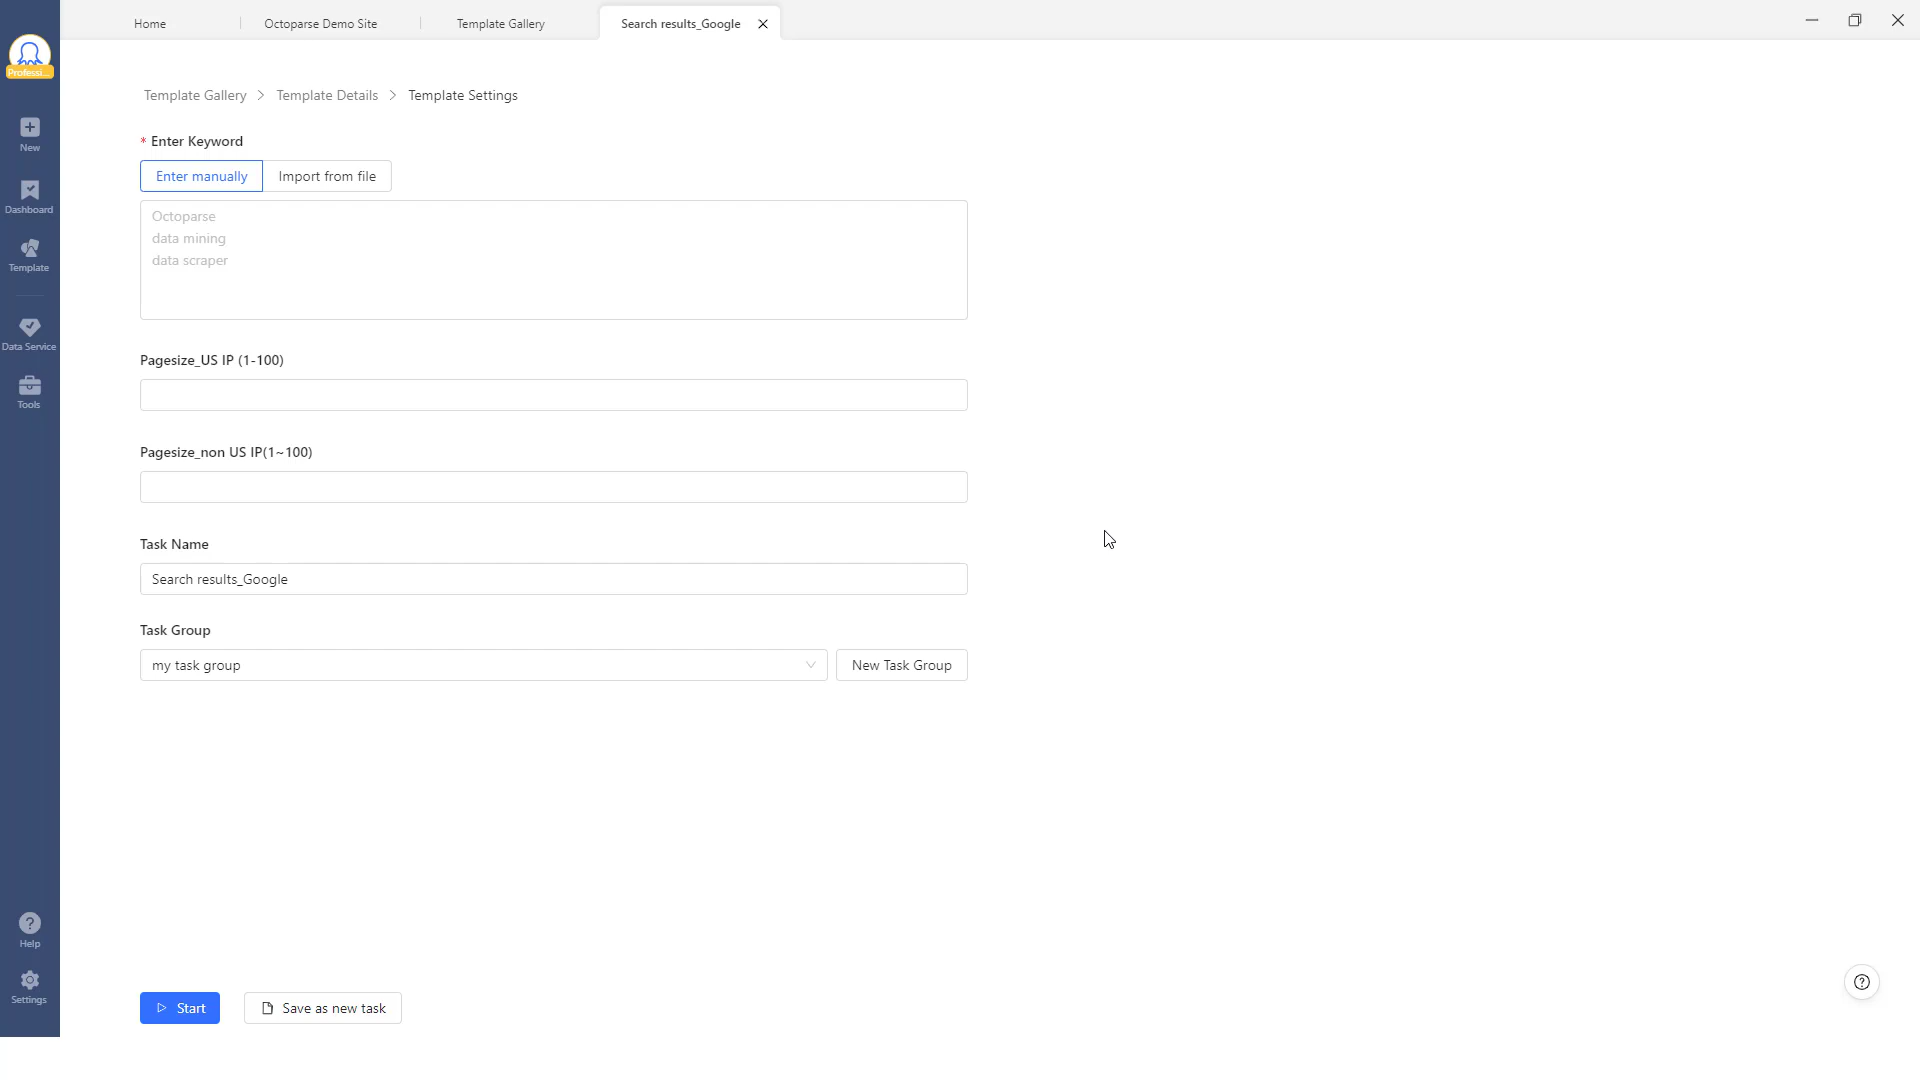 Home
Octoparse Demo Site
Template Gallery
Search results_Google
Professi...
New
Dashboard
Template
Data Service
Tools
Help
Settings
Template Gallery > Template Details > Template Settings
* Enter Keyword
Enter manually
Import from file
Octoparse
data mining
data scraper
Pagesize_US IP (1-100)
Pagesize_non US IP(1~100)
Task Name
Search results_Google
Task Group
my task group
New Task Group
Start
Save as new task